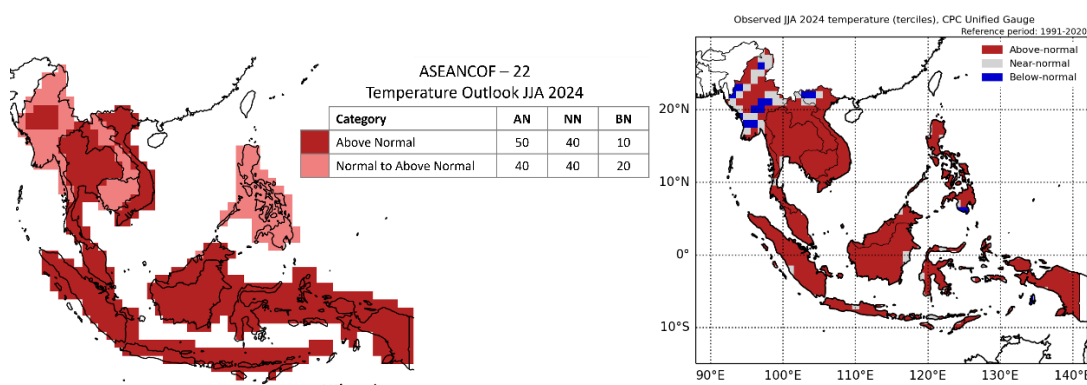 ASEANCOF – 22
Temperature Outlook JJA 2024
Category AN NN BN
Above Normal 50 40 10
Normal to Above Normal 40 40 20
Observed JJA 2024 temperature (terciles), CPC Unified Gauge
Reference period: 1991-2020
Above-normal
Near-normal
Below-normal
20°N
10°N
0°
10°S
90°E 100°E 110°E 120°E 130°E 140°E